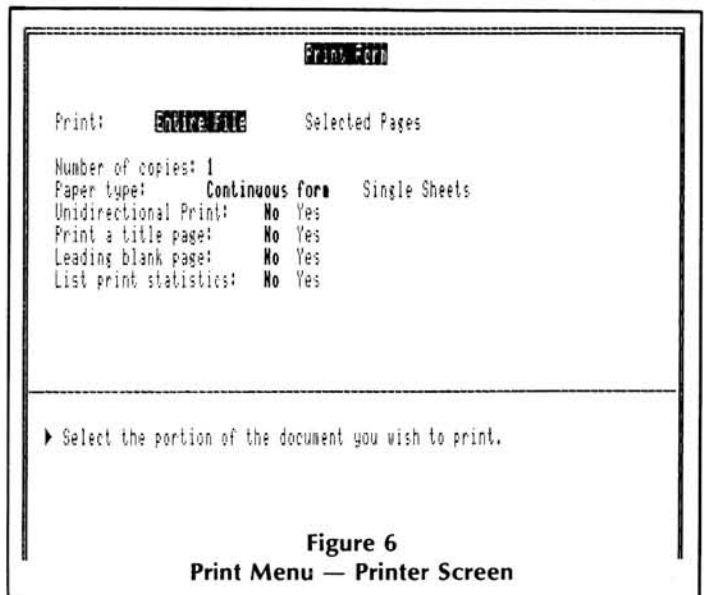 Print Form
Print: Entire File Selected Pages
Number of copies: 1
Paper type: Continuous form Single Sheets
Unidirectional Print: No Yes
Print a title page: No Yes
Leading blank page: No Yes
List print statistics: No Yes
Select the portion of the document you wish to print.
Figure 6
Print Menu — Printer Screen